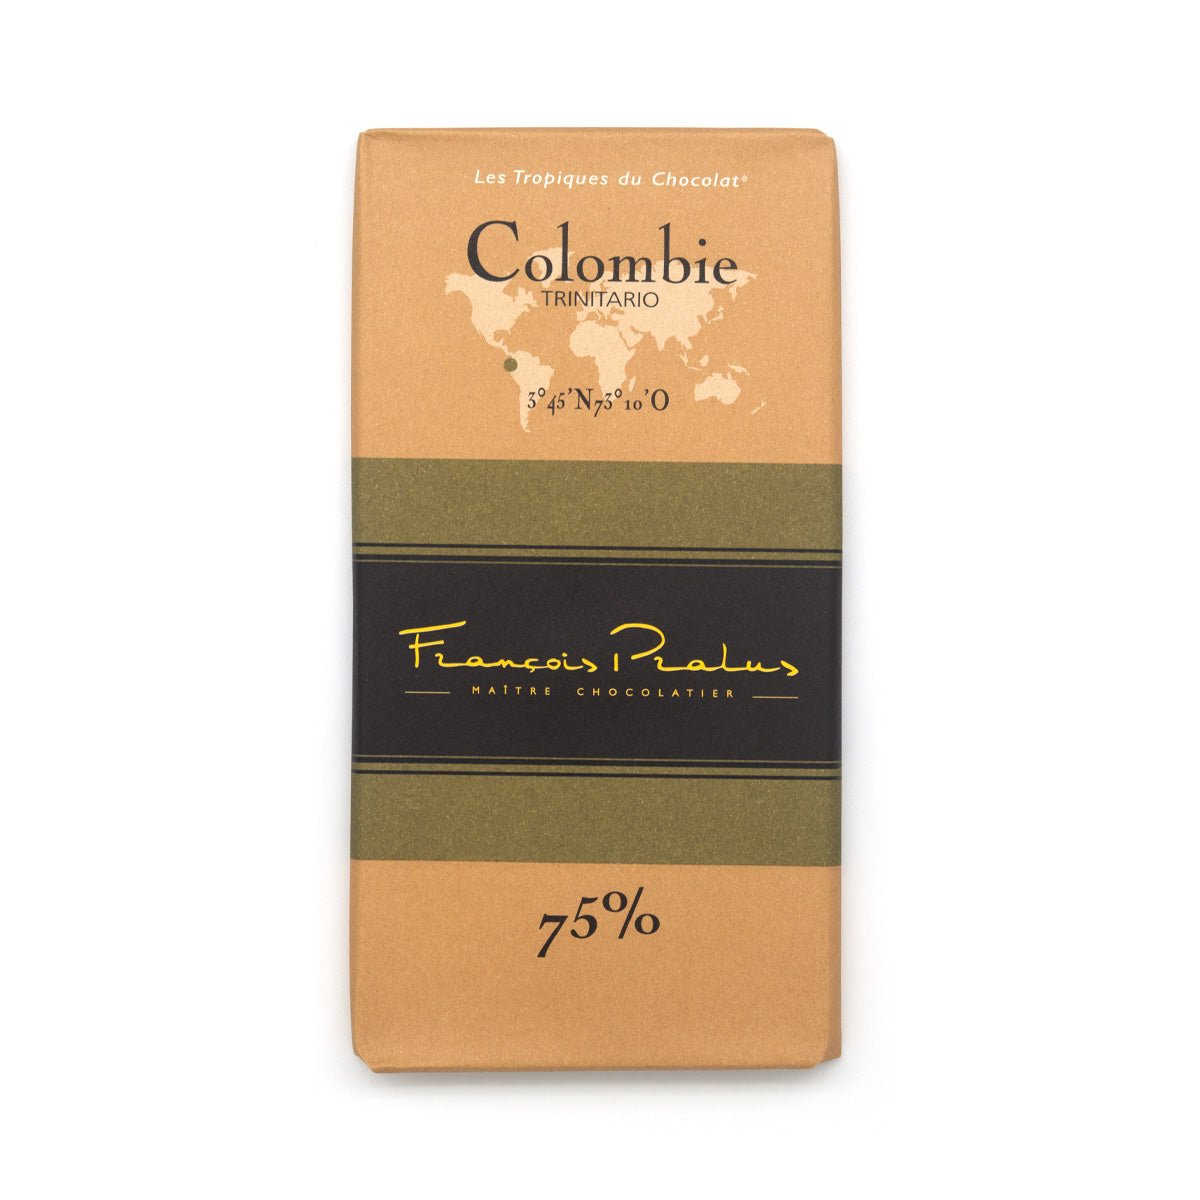 Les Tropiques du Chocolat®
Colombie
TRINITARIO
3°45'N73°10'O
François Pralus
MAÎTRE CHOCOLATIER
75%